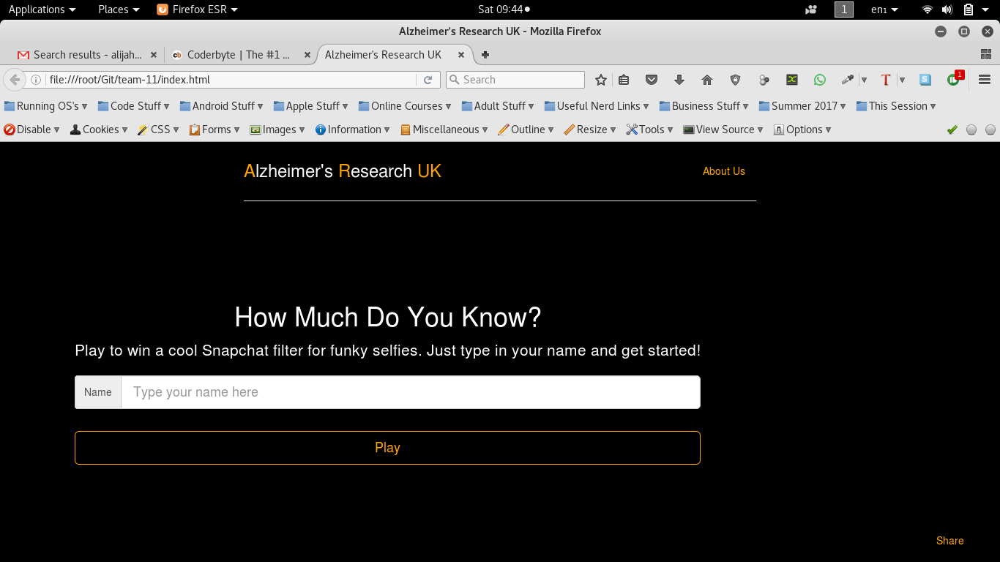 Applications Places Firefox ESR Sat 09:44 1 en₁
Alzheimer's Research UK - Mozilla Firefox
Search results - alijah... Coderbyte | The #1 ... Alzheimer's Research UK
file:///root/Git/team-11/index.html Search 1
Running OS's Code Stuff Android Stuff Apple Stuff Online Courses Adult Stuff Useful Nerd Links Business Stuff Summer 2017 This Session
Disable Cookies CSS Forms Images Information Miscellaneous Outline Resize Tools View Source Options
Alzheimer's Research UK About Us
How Much Do You Know?
Play to win a cool Snapchat filter for funky selfies. Just type in your name and get started!
Name Type your name here
Play
Share